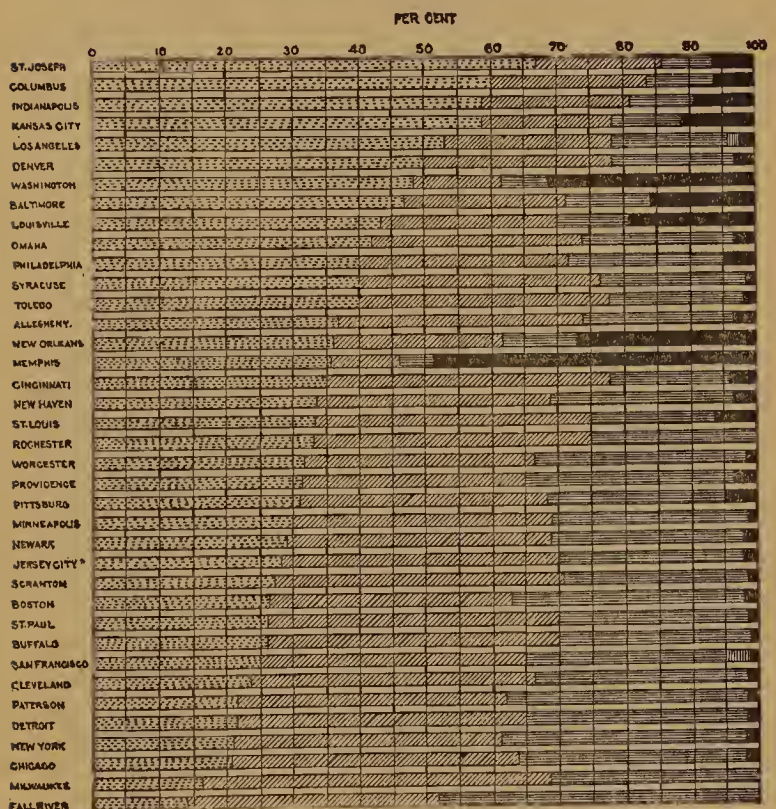 PER CENT
0 10 20 30 40 50 60 70 80 90 100
ST. JOSEPH
COLUMBUS
INDIANAPOLIS
KANSAS CITY
LOS ANGELES
DENVER
WASHINGTON
BALTIMORE
LOUISVILLE
OMAHA
PHILADELPHIA
SYRACUSE
TOLEDO
ALLEGHENY.
NEW ORLEANS
MEMPHIS
CINCINNATI
NEW HAVEN
ST. LOUIS
ROCHESTER
WORCESTER
PROVIDENCE
PITTSBURG
MINNEAPOLIS
NEWARK
JERSEY CITY
SCRANTON
BOSTON
ST. PAUL
BUFFALO
SAN FRANCISCO
CLEVELAND
PATERSON
DETROIT
NEW YORK
CHICAGO
MILWAUKEE
FALL RIVER